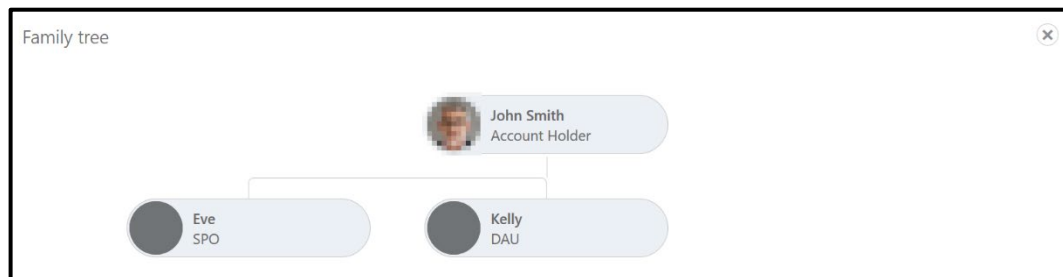 Family tree
John Smith
Account Holder
Eve
SPO
Kelly
DAU